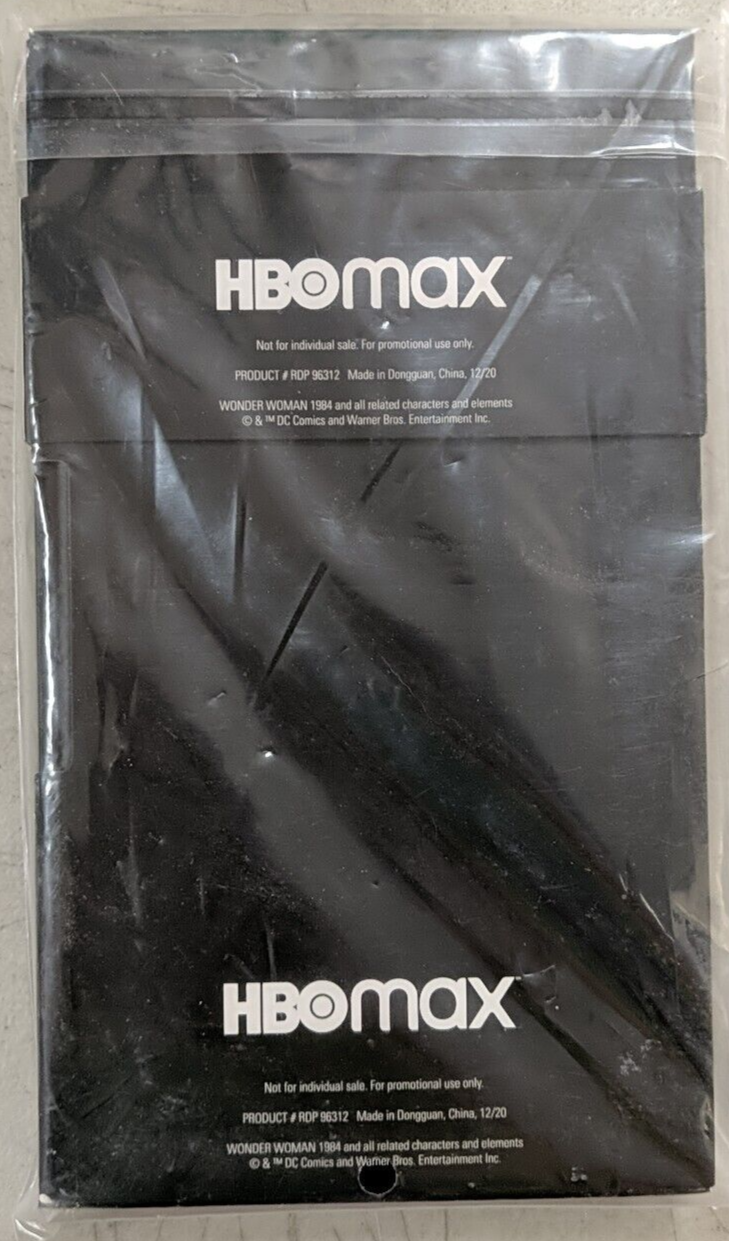 HBOmax™
Not for individual sale. For promotional use only.
PRODUCT # RDP 96312 Made in Dongguan, China, 12/20
WONDER WOMAN 1984 and all related characters and elements
© & ™ DC Comics and Warner Bros. Entertainment Inc.
HBOmax™
Not for individual sale. For promotional use only.
PRODUCT # RDP 96312 Made in Dongguan, China, 12/20
WONDER WOMAN 1984 and all related characters and elements
© & ™ DC Comics and Warner Bros. Entertainment Inc.